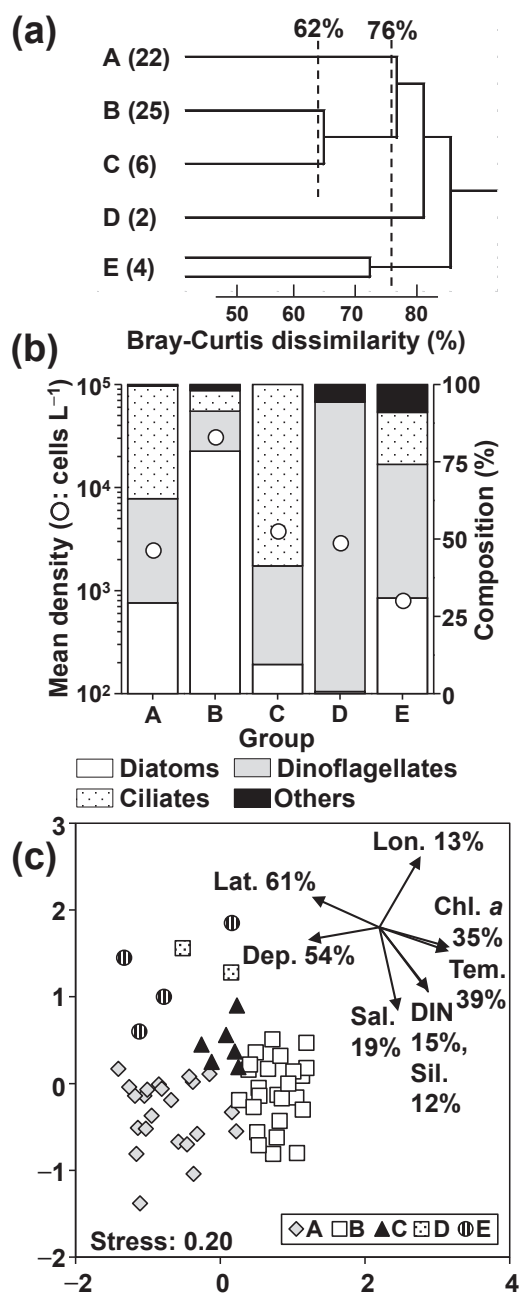 (a)
62% 76%
A (22)
B (25)
C (6)
D (2)
E (4)
50 60 70 80
Bray-Curtis dissimilarity (%)
(b)
Mean density (○: cells L⁻¹)
10⁵
10⁴
10³
10²
Composition (%)
100
75
50
25
0
A B C D E
Group
Diatoms Dinoflagellates
Ciliates Others
(c)
3
2
1
0
−1
−2
Lon. 13%
Lat. 61%
Chl. a
35%
Dep. 54%
Tem.
39%
Sal.
19%
DIN
15%,
Sil.
12%
A B C D E
Stress: 0.20
−2 0 2 4